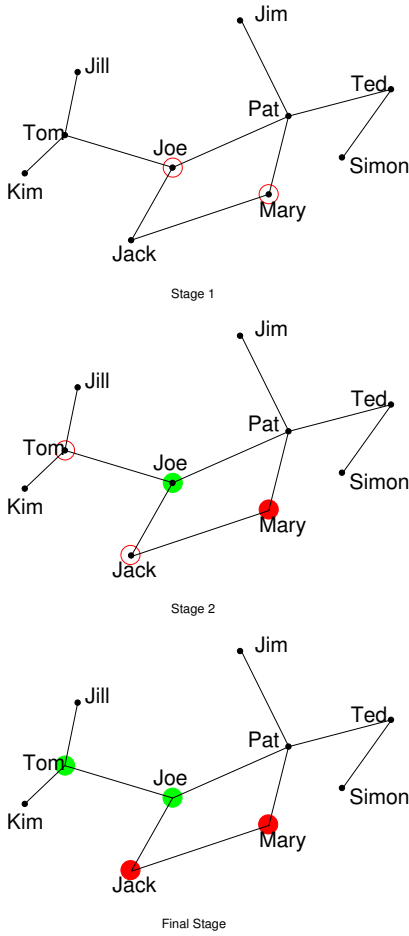 Jim
Jill
Ted
Pat
Tom
Joe
Simon
Kim
Mary
Jack
Stage 1
Jim
Jill
Ted
Pat
Tom
Joe
Simon
Kim
Mary
Jack
Stage 2
Jim
Jill
Ted
Pat
Tom
Joe
Simon
Kim
Mary
Jack
Final Stage